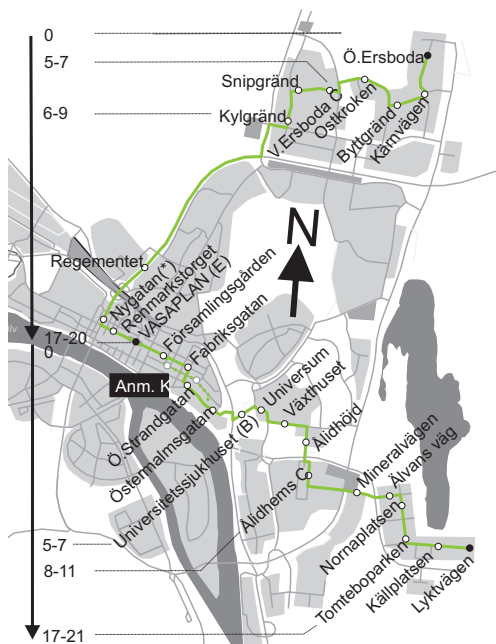 0
5-7
Ö.Ersboda
Snipgränd
6-9
Kylgränd
V.Ersboda C
Ostkroken
Byttgränd
Kärnvägen
N
Regementet
Nygatan (*)
Renmarkstorget
VASAPLAN (E)
Församlingsgården
Fabriksgatan
17-20
0
Anm. K
Ö.Strandgatan
Östermalmsgatan
Universitetssjukhuset (B)
Universum
Växthuset
Ålidhöjd
Ålidhems C
Mineralvägen
Älvans väg
Nornaplatsen
Tomteboparken
Källplatsen
Lyktvägen
5-7
8-11
17-21